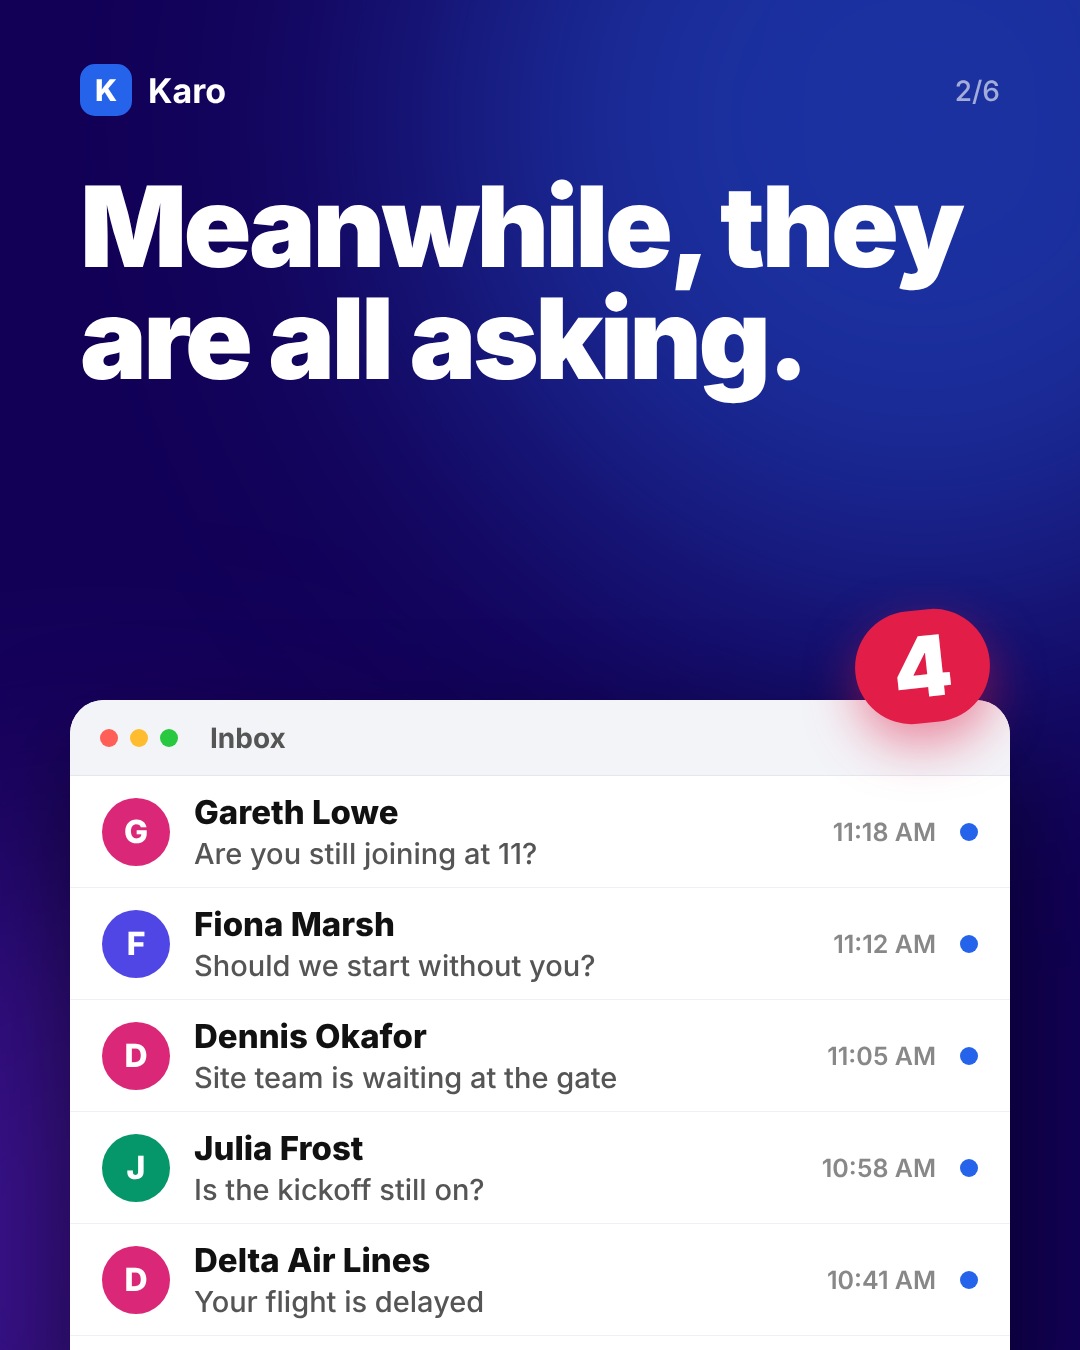 K Karo
2/6
Meanwhile, they
are all asking.
4
Inbox
G
Gareth Lowe
Are you still joining at 11?
11:18 AM
F
Fiona Marsh
Should we start without you?
11:12 AM
D
Dennis Okafor
Site team is waiting at the gate
11:05 AM
J
Julia Frost
Is the kickoff still on?
10:58 AM
D
Delta Air Lines
Your flight is delayed
10:41 AM